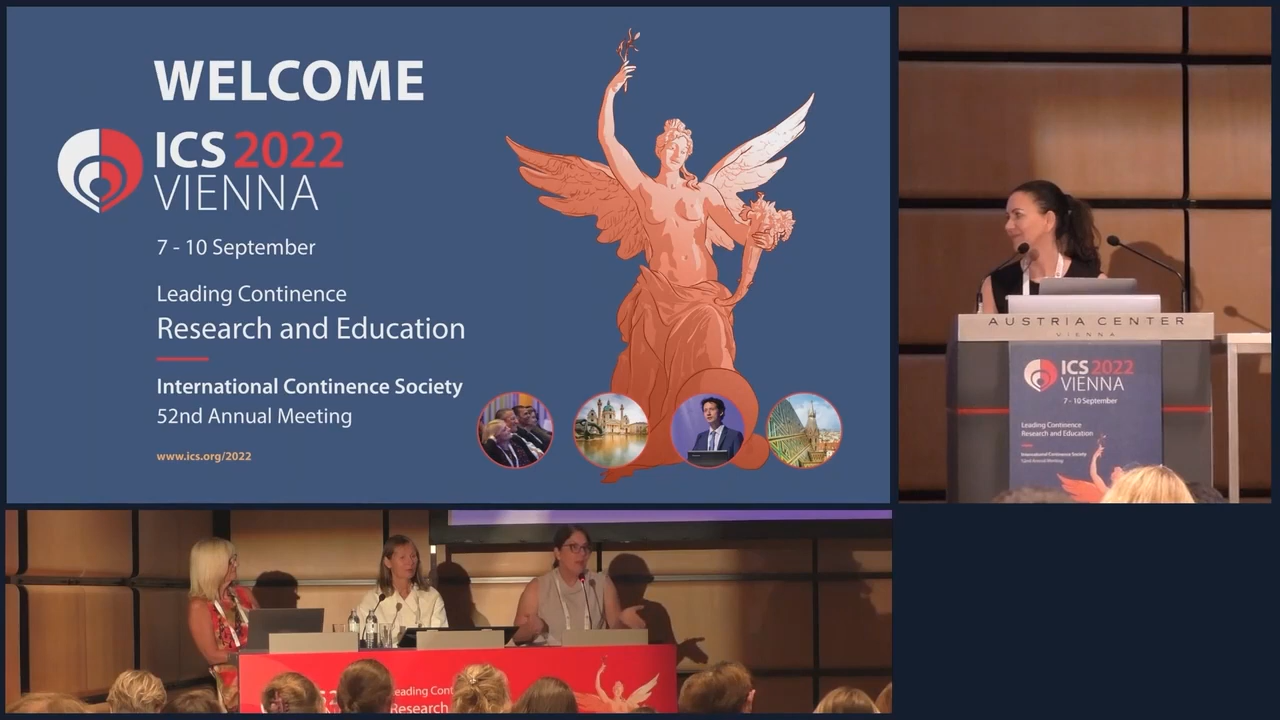 WELCOME
ICS 2022
VIENNA
7 - 10 September
Leading Continence
Research and Education
International Continence Society
52nd Annual Meeting
www.ics.org/2022
AUSTRIA CENTER
VIENNA
ICS 2022
VIENNA
7 - 10 September
Leading Continence
Research and Education
International Continence Society
52nd Annual Meeting
Leading Cont
Research